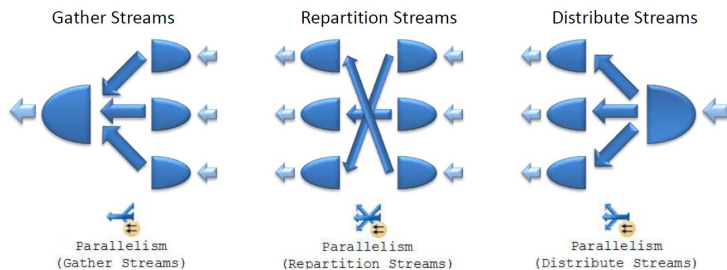 Gather Streams
Repartition Streams
Distribute Streams
Parallelism
(Gather Streams)
Parallelism
(Repartition Streams)
Parallelism
(Distribute Streams)